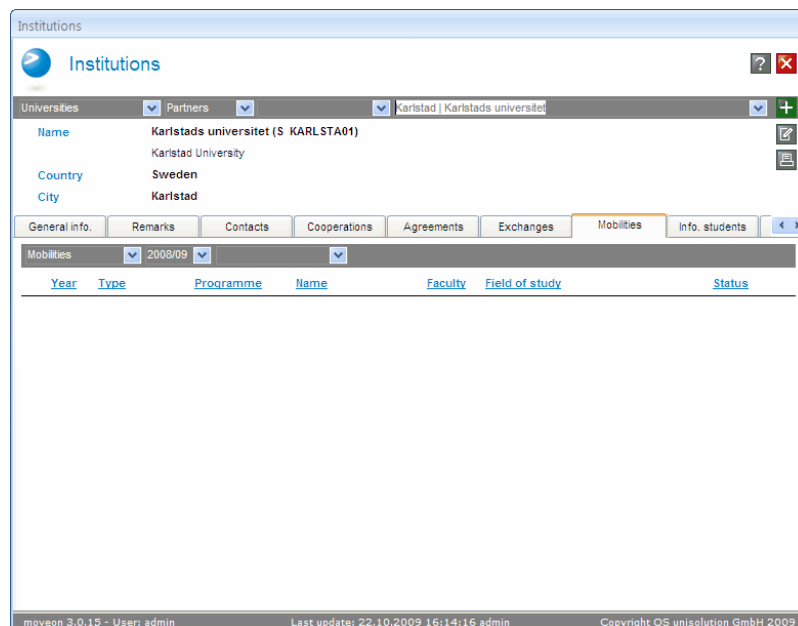 Institutions
Institutions
?
Universities Partners Karlstad | Karlstads universitet
Name Karlstads universitet (S KARLSTA01)
Karlstad University
Country Sweden
City Karlstad
General info. Remarks Contacts Cooperations Agreements Exchanges Mobilities Info. students
Mobilities 2008/09
Year Type Programme Name Faculty Field of study Status
moveon 3.0.15 - User: admin Last update: 22.10.2009 16:14:16 admin Copyright QS unisolution GmbH 2009